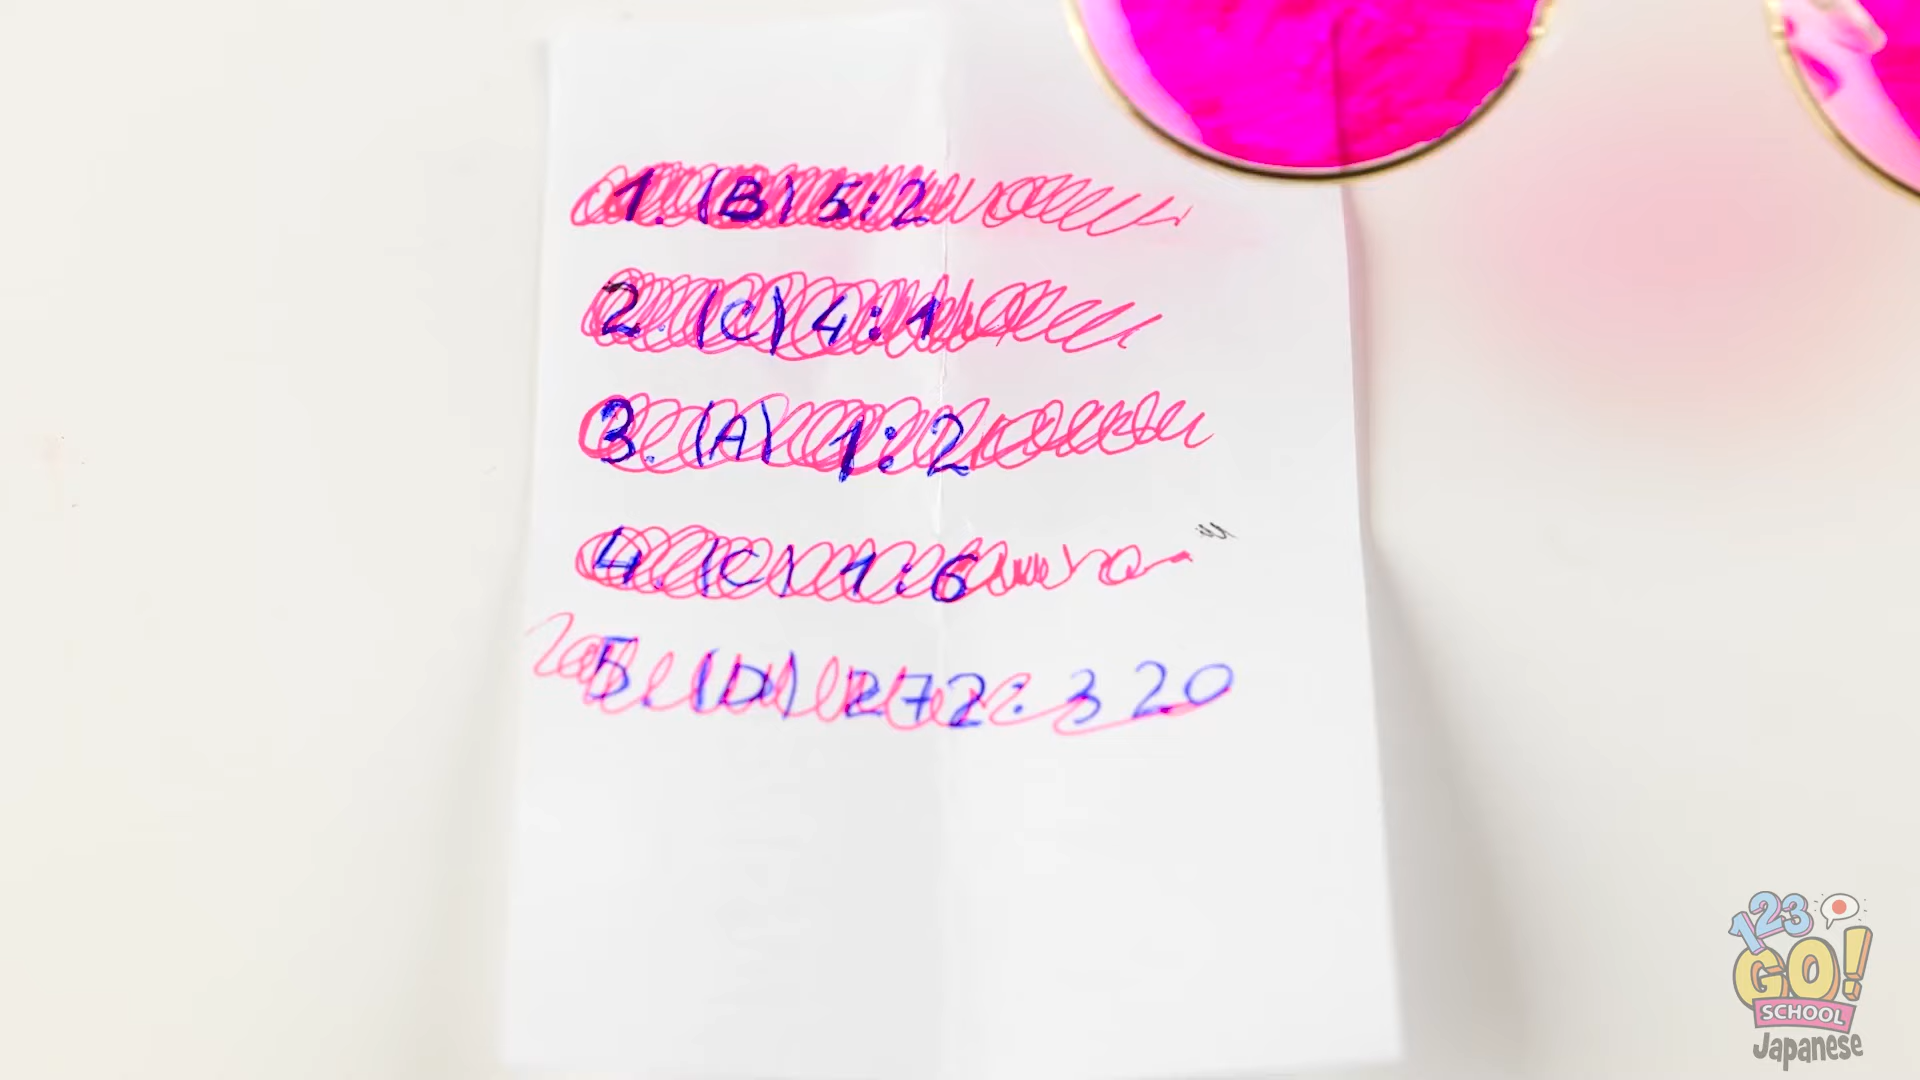 1. (B) 5:2
2. (C) 4:1
3. (A) 1:2
4. (C) 1:6
5. (D) 272:320
123
GO!
SCHOOL
Japanese